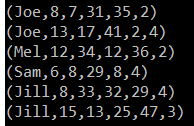 (Joe,8,7,31,35,2)
(Joe,13,17,41,2,4)
(Mel,12,34,12,36,2)
(Sam,6,8,29,8,4)
(Jill,8,33,32,29,4)
(Jill,15,13,25,47,3)